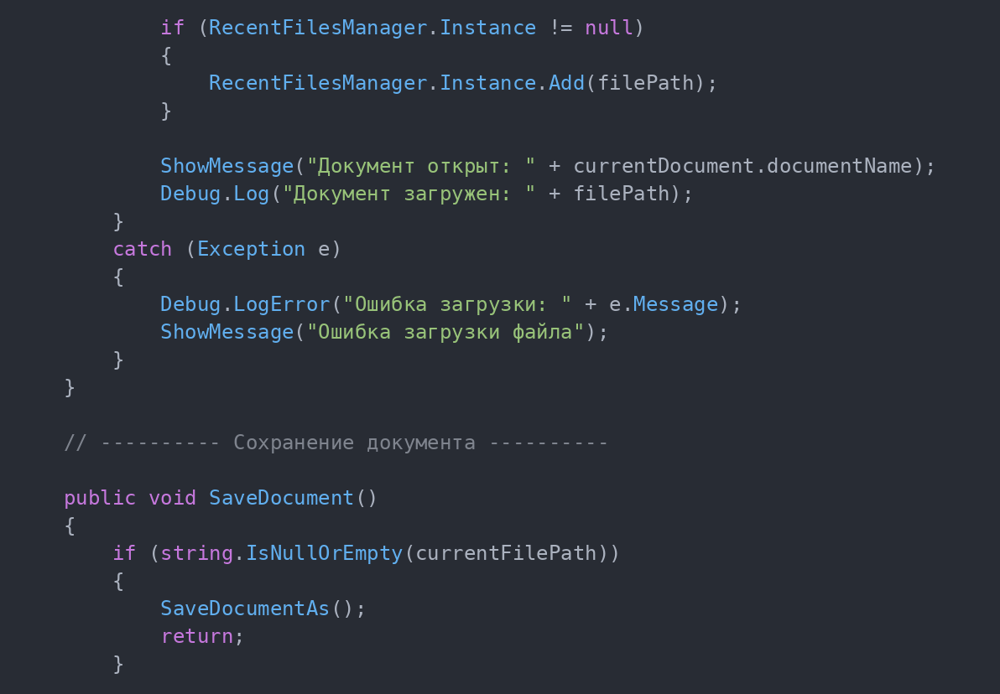 if (RecentFilesManager.Instance != null)
{
RecentFilesManager.Instance.Add(filePath);
}
ShowMessage("Документ открыт: " + currentDocument.documentName);
Debug.Log("Документ загружен: " + filePath);
}
catch (Exception e)
{
Debug.LogError("Ошибка загрузки: " + e.Message);
ShowMessage("Ошибка загрузки файла");
}
}
// ---------- Сохранение документа ----------
public void SaveDocument()
{
if (string.IsNullOrEmpty(currentFilePath))
{
SaveDocumentAs();
return;
}